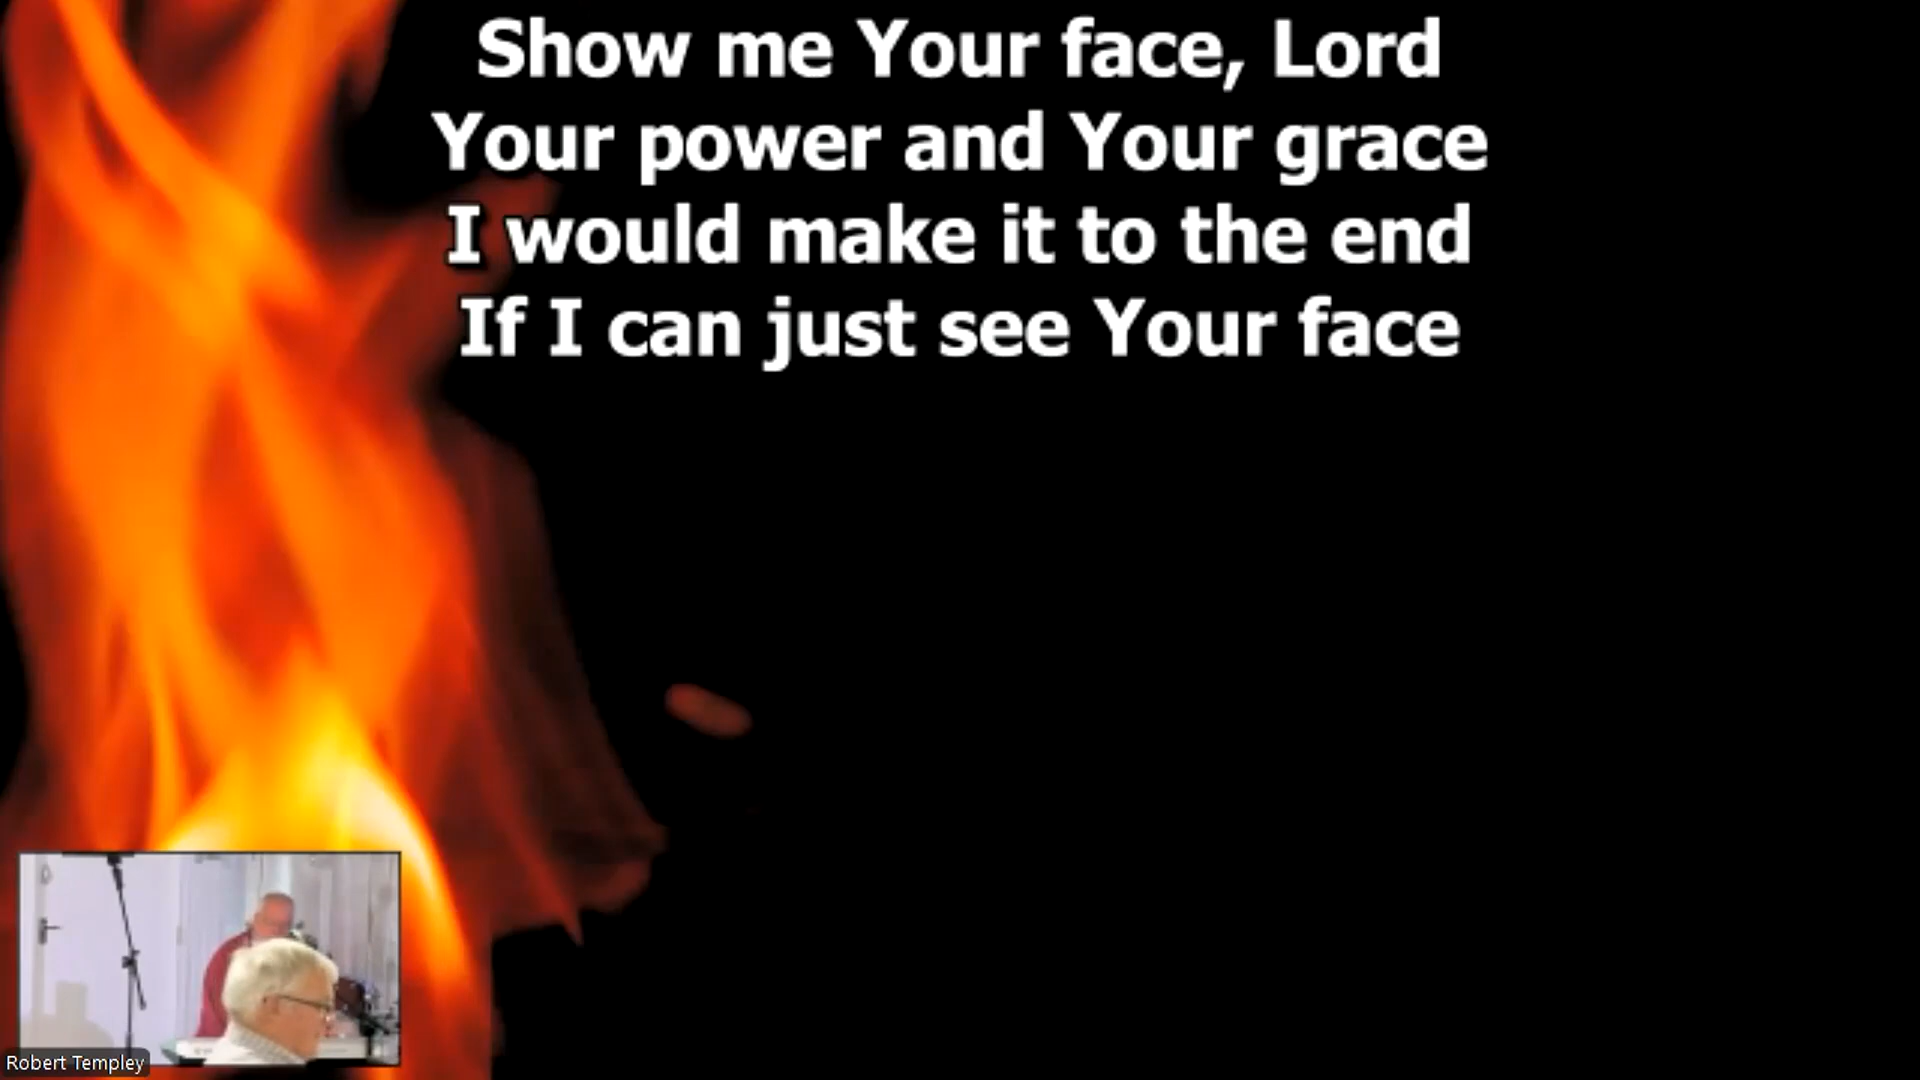 Show me Your face, Lord
Your power and Your grace
I would make it to the end
If I can just see Your face
Robert Templey